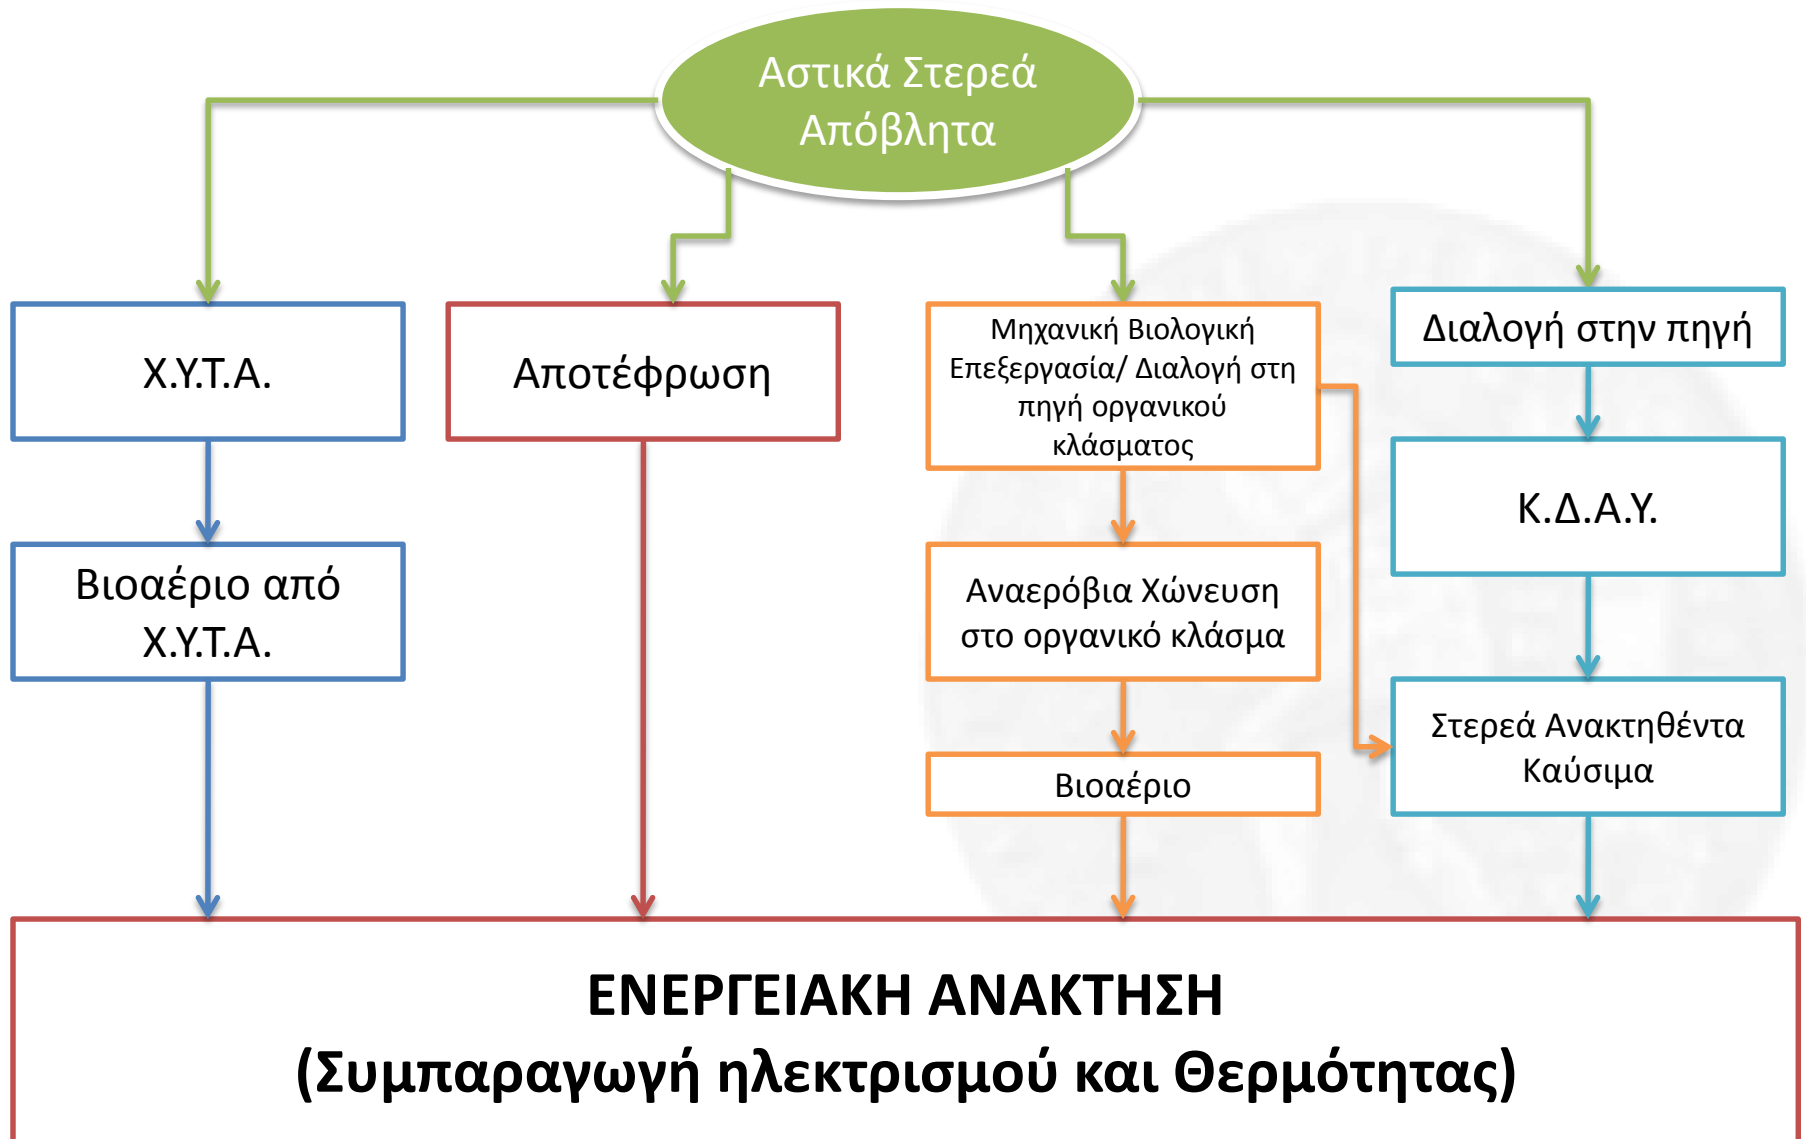 Αστικά Στερεά
Απόβλητα
Χ.Υ.Τ.Α.
Αποτέφρωση
Μηχανική Βιολογική
Επεξεργασία/ Διαλογή στη
πηγή οργανικού
κλάσματος
Διαλογή στην πηγή
Κ.Δ.Α.Υ.
Βιοαέριο από
Χ.Υ.Τ.Α.
Αναερόβια Χώνευση
στο οργανικό κλάσμα
Στερεά Ανακτηθέντα
Καύσιμα
Βιοαέριο
ΕΝΕΡΓΕΙΑΚΗ ΑΝΑΚΤΗΣΗ
(Συμπαραγωγή ηλεκτρισμού και Θερμότητας)